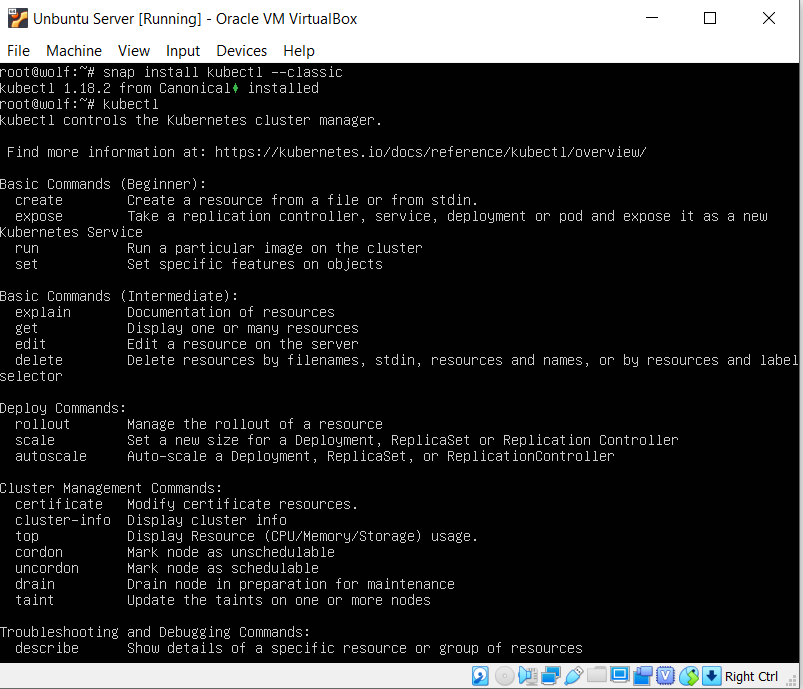 Unbuntu Server [Running] - Oracle VM VirtualBox
File Machine View Input Devices Help
root@wolf:~# snap install kubectl --classic
kubectl 1.18.2 from Canonical♦ installed
root@wolf:~# kubectl
kubectl controls the Kubernetes cluster manager.
Find more information at: https://kubernetes.io/docs/reference/kubectl/overview/
Basic Commands (Beginner):
create Create a resource from a file or from stdin.
expose Take a replication controller, service, deployment or pod and expose it as a new
Kubernetes Service
run Run a particular image on the cluster
set Set specific features on objects
Basic Commands (Intermediate):
explain Documentation of resources
get Display one or many resources
edit Edit a resource on the server
delete Delete resources by filenames, stdin, resources and names, or by resources and label
selector
Deploy Commands:
rollout Manage the rollout of a resource
scale Set a new size for a Deployment, ReplicaSet or Replication Controller
autoscale Auto-scale a Deployment, ReplicaSet, or ReplicationController
Cluster Management Commands:
certificate Modify certificate resources.
cluster-info Display cluster info
top Display Resource (CPU/Memory/Storage) usage.
cordon Mark node as unschedulable
uncordon Mark node as schedulable
drain Drain node in preparation for maintenance
taint Update the taints on one or more nodes
Troubleshooting and Debugging Commands:
describe Show details of a specific resource or group of resources
Right Ctrl